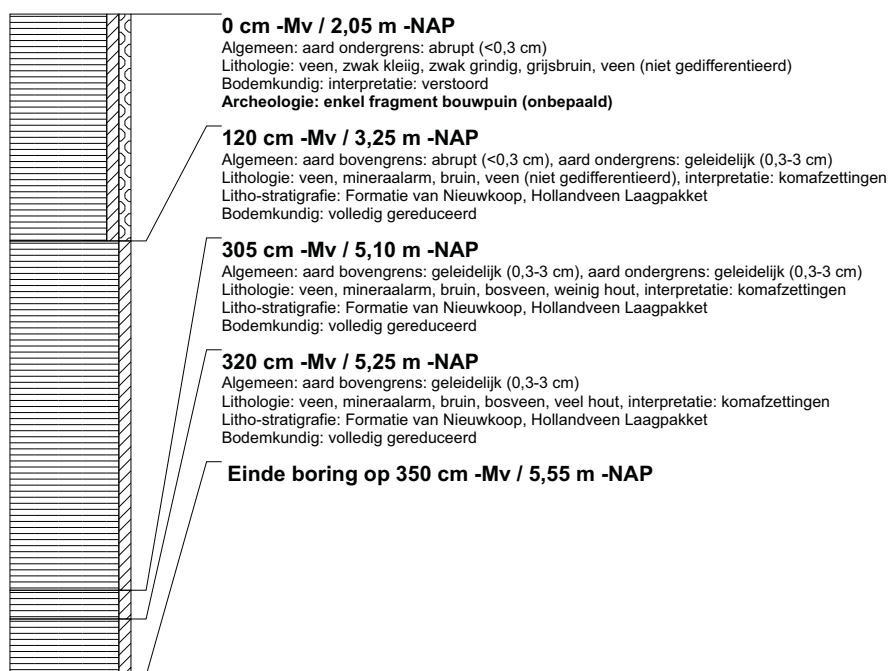 0 cm -Mv / 2,05 m -NAP
Algemeen: aard ondergrens: abrupt (<0,3 cm)
Lithologie: veen, zwak kleiig, zwak grindig, grijsbruin, veen (niet gedifferentieerd)
Bodemkundig: interpretatie: verstoord
Archeologie: enkel fragment bouwpuin (onbepaald)
120 cm -Mv / 3,25 m -NAP
Algemeen: aard bovengrens: abrupt (<0,3 cm), aard ondergrens: geleidelijk (0,3-3 cm)
Lithologie: veen, mineraalarm, bruin, veen (niet gedifferentieerd), interpretatie: komafzettingen
Litho-stratigrafie: Formatie van Nieuwkoop, Hollandveen Laagpakket
Bodemkundig: volledig gereduceerd
305 cm -Mv / 5,10 m -NAP
Algemeen: aard bovengrens: geleidelijk (0,3-3 cm), aard ondergrens: geleidelijk (0,3-3 cm)
Lithologie: veen, mineraalarm, bruin, bosveen, weinig hout, interpretatie: komafzettingen
Litho-stratigrafie: Formatie van Nieuwkoop, Hollandveen Laagpakket
Bodemkundig: volledig gereduceerd
320 cm -Mv / 5,25 m -NAP
Algemeen: aard bovengrens: geleidelijk (0,3-3 cm)
Lithologie: veen, mineraalarm, bruin, bosveen, veel hout, interpretatie: komafzettingen
Litho-stratigrafie: Formatie van Nieuwkoop, Hollandveen Laagpakket
Bodemkundig: volledig gereduceerd
Einde boring op 350 cm -Mv / 5,55 m -NAP